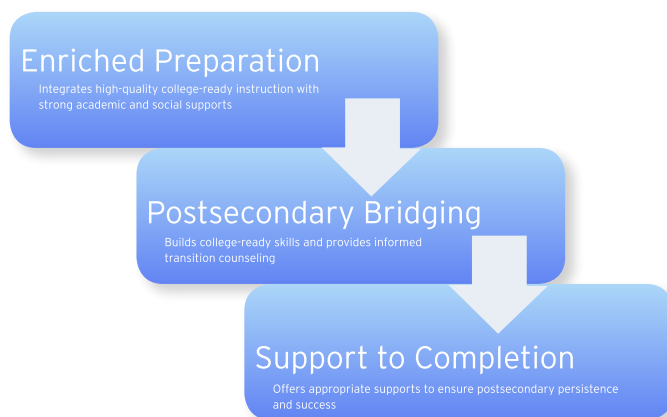 Enriched Preparation
Integrates high-quality college-ready instruction with
strong academic and social supports
Postsecondary Bridging
Builds college-ready skills and provides informed
transition counseling
Support to Completion
Offers appropriate supports to ensure postsecondary persistence
and success